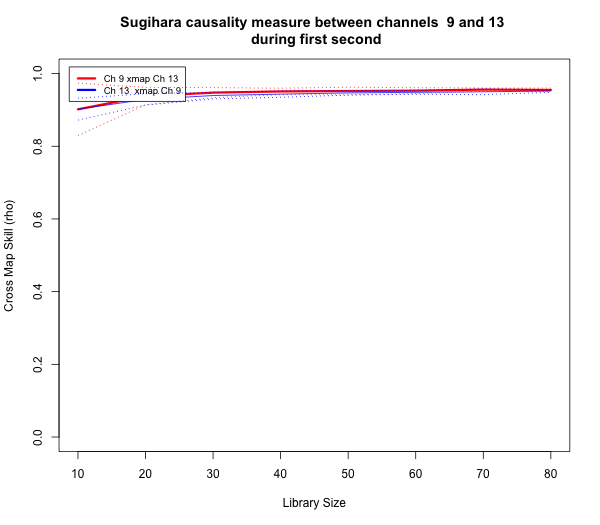 Sugihara causality measure between channels  9 and 13
during first second
Ch 9 xmap Ch 13
Ch 13  xmap Ch 9
Cross Map Skill (rho)
1.0
0.8
0.6
0.4
0.2
0.0
10 20 30 40 50 60 70 80
Library Size